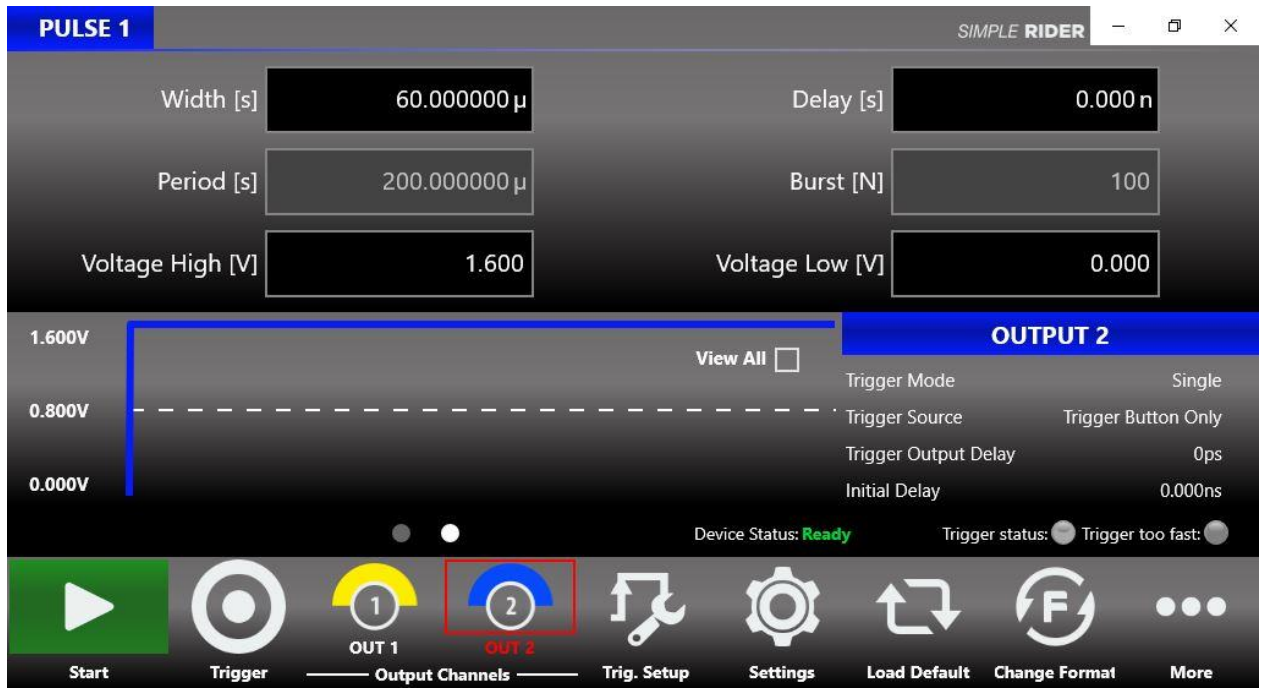 PULSE 1
SIMPLE RIDER
Width [s] 60.000000 μ Delay [s] 0.000 n
Period [s] 200.000000 μ Burst [N] 100
Voltage High [V] 1.600 Voltage Low [V] 0.000
1.600V
View All
0.800V
0.000V
OUTPUT 2
Trigger Mode Single
Trigger Source Trigger Button Only
Trigger Output Delay 0ps
Initial Delay 0.000ns
Device Status: Ready Trigger status: Trigger too fast:
1
2
F
OUT 1
OUT 2
Start Trigger Output Channels Trig. Setup Settings Load Default Change Format More